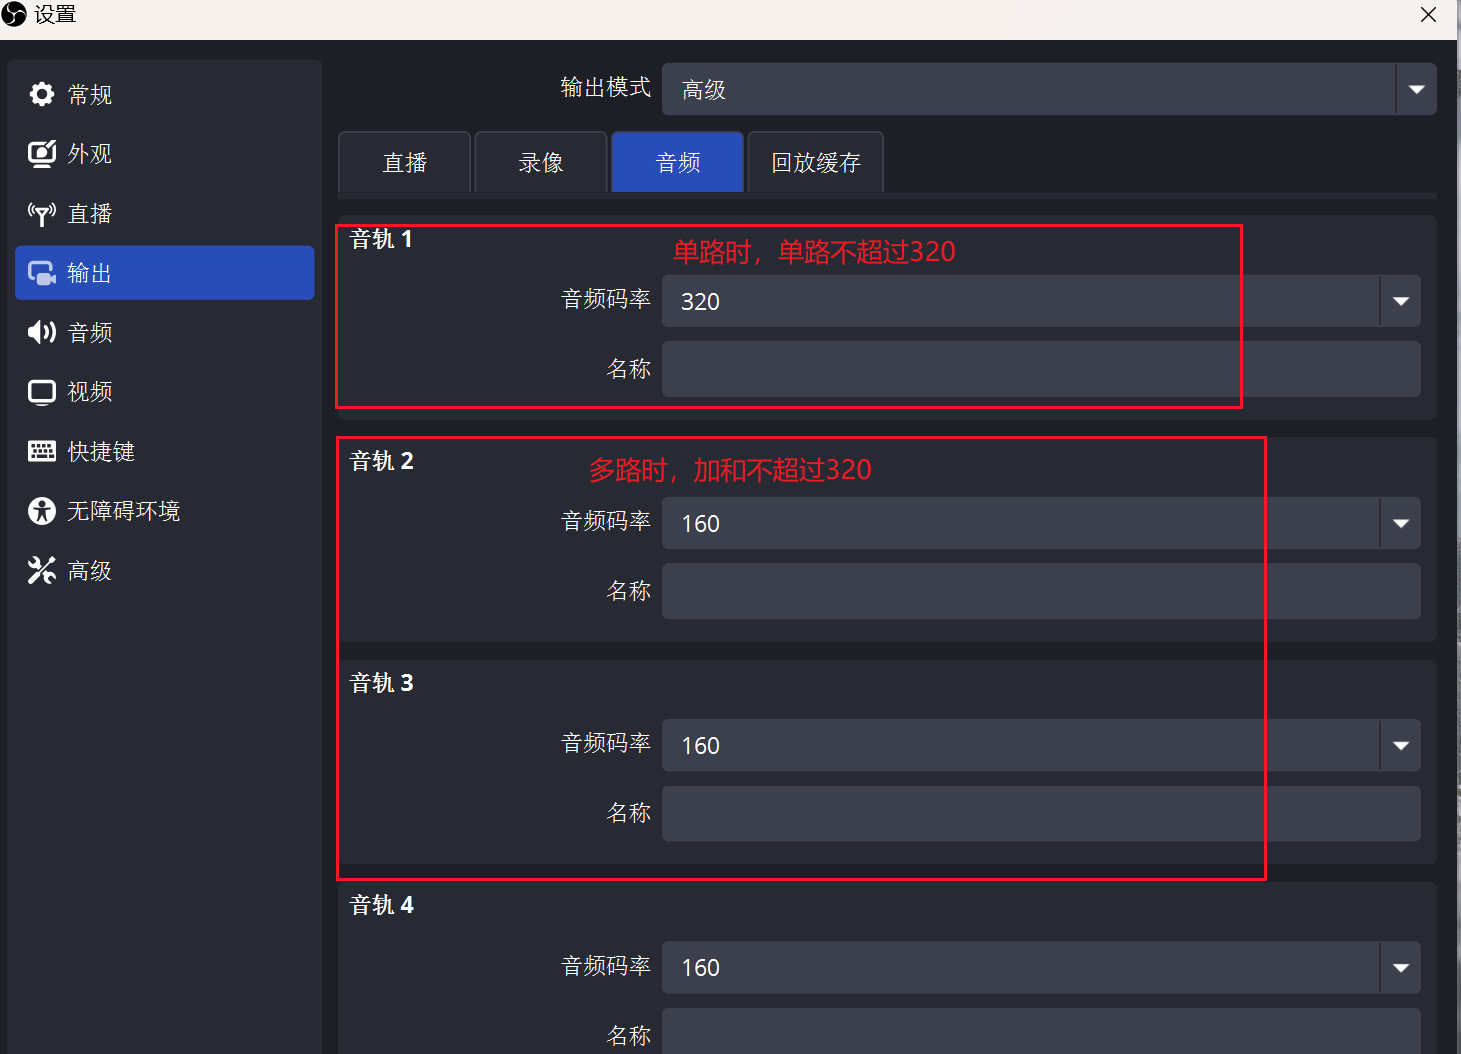 设置
常规
外观
直播
输出
音频
视频
快捷键
无障碍环境
高级
输出模式 高级
直播 录像 音频 回放缓存
音轨 1
单路时，单路不超过320
音频码率 320
名称
音轨 2
多路时，加和不超过320
音频码率 160
名称
音轨 3
音频码率 160
名称
音轨 4
音频码率 160
名称